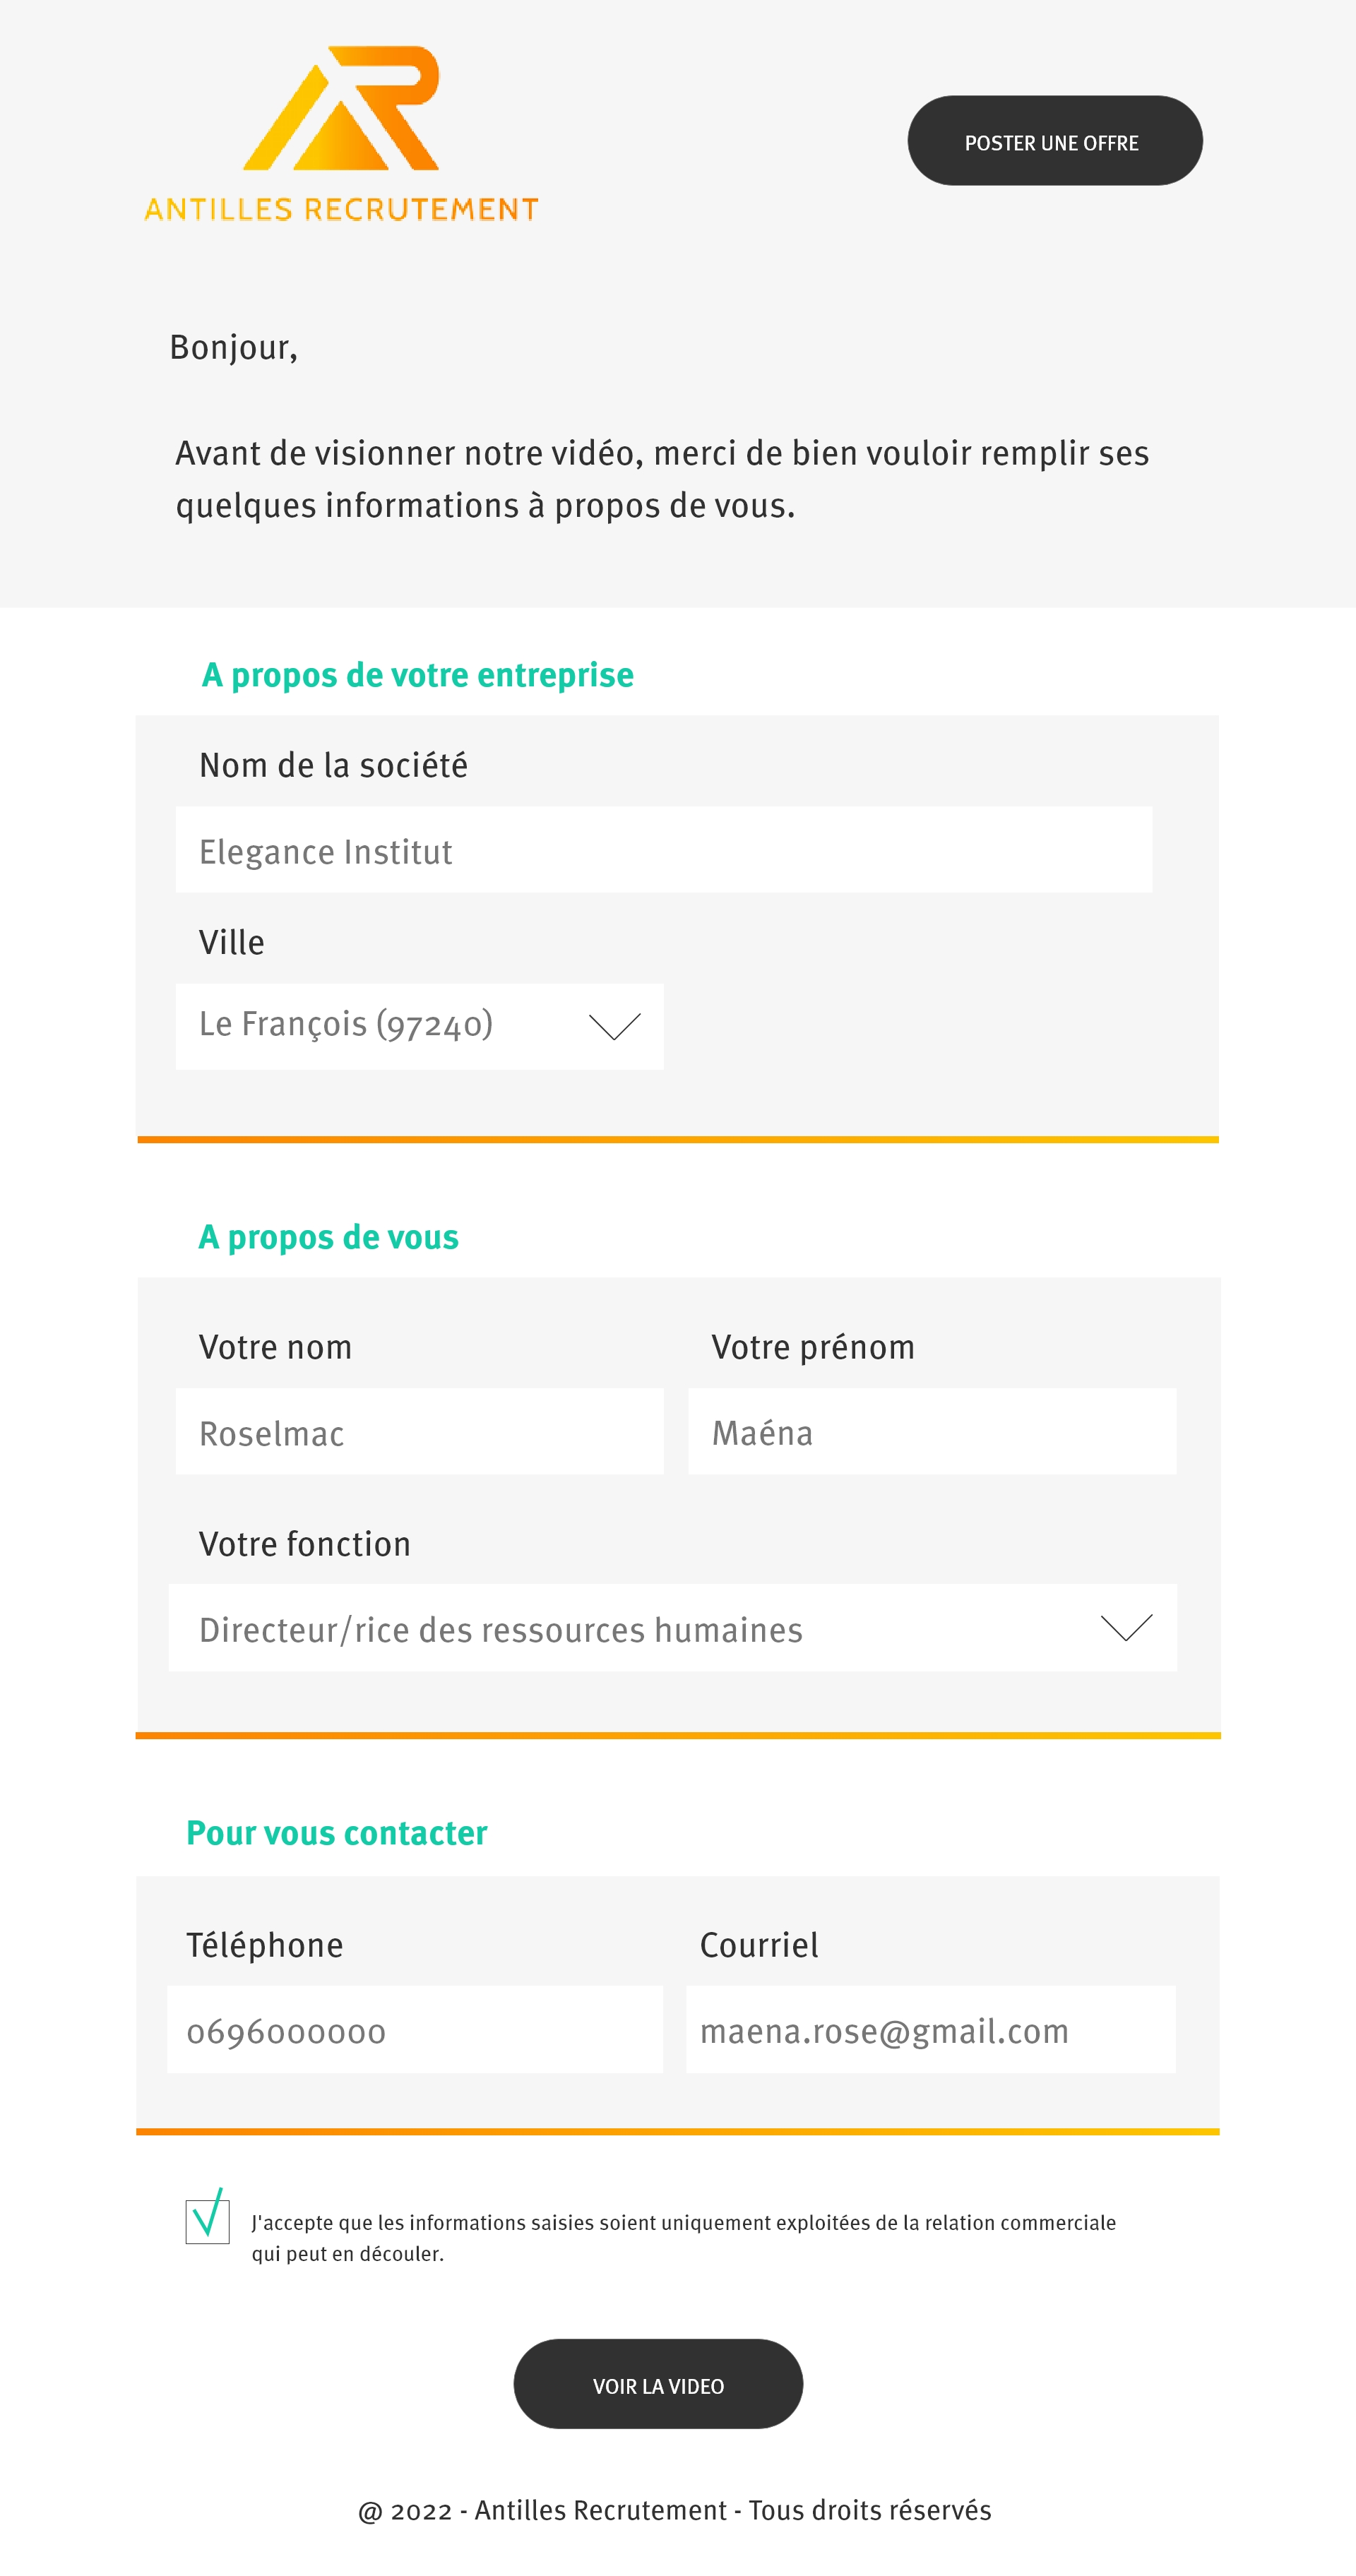 ANTILLES RECRUTEMENT
POSTER UNE OFFRE
Bonjour,
Avant de visionner notre vidéo, merci de bien vouloir remplir ses
quelques informations à propos de vous.
A propos de votre entreprise
Nom de la société
Elegance Institut
Ville
Le François (97240)
A propos de vous
Votre nom
Votre prénom
Roselmac
Maéna
Votre fonction
Directeur/rice des ressources humaines
Pour vous contacter
Téléphone
Courriel
0696000000
maena.rose@gmail.com
J'accepte que les informations saisies soient uniquement exploitées de la relation commerciale
qui peut en découler.
VOIR LA VIDEO
@ 2022 - Antilles Recrutement - Tous droits réservés